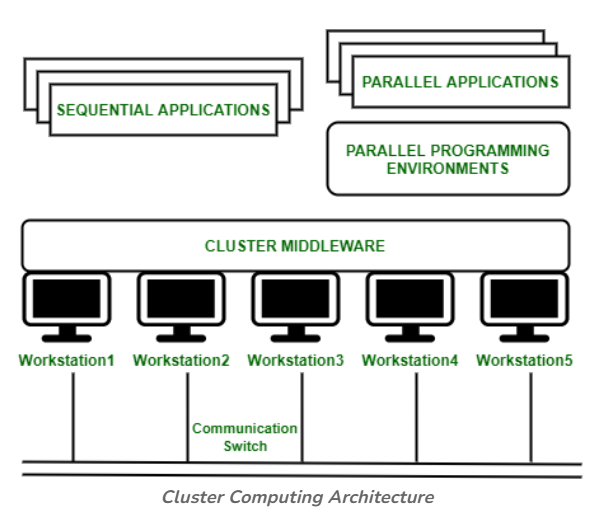 SEQUENTIAL APPLICATIONS
PARALLEL APPLICATIONS
PARALLEL PROGRAMMING
ENVIRONMENTS
CLUSTER MIDDLEWARE
Workstation1
Workstation2
Workstation3
Workstation4
Workstation5
Communication
Switch
Cluster Computing Architecture